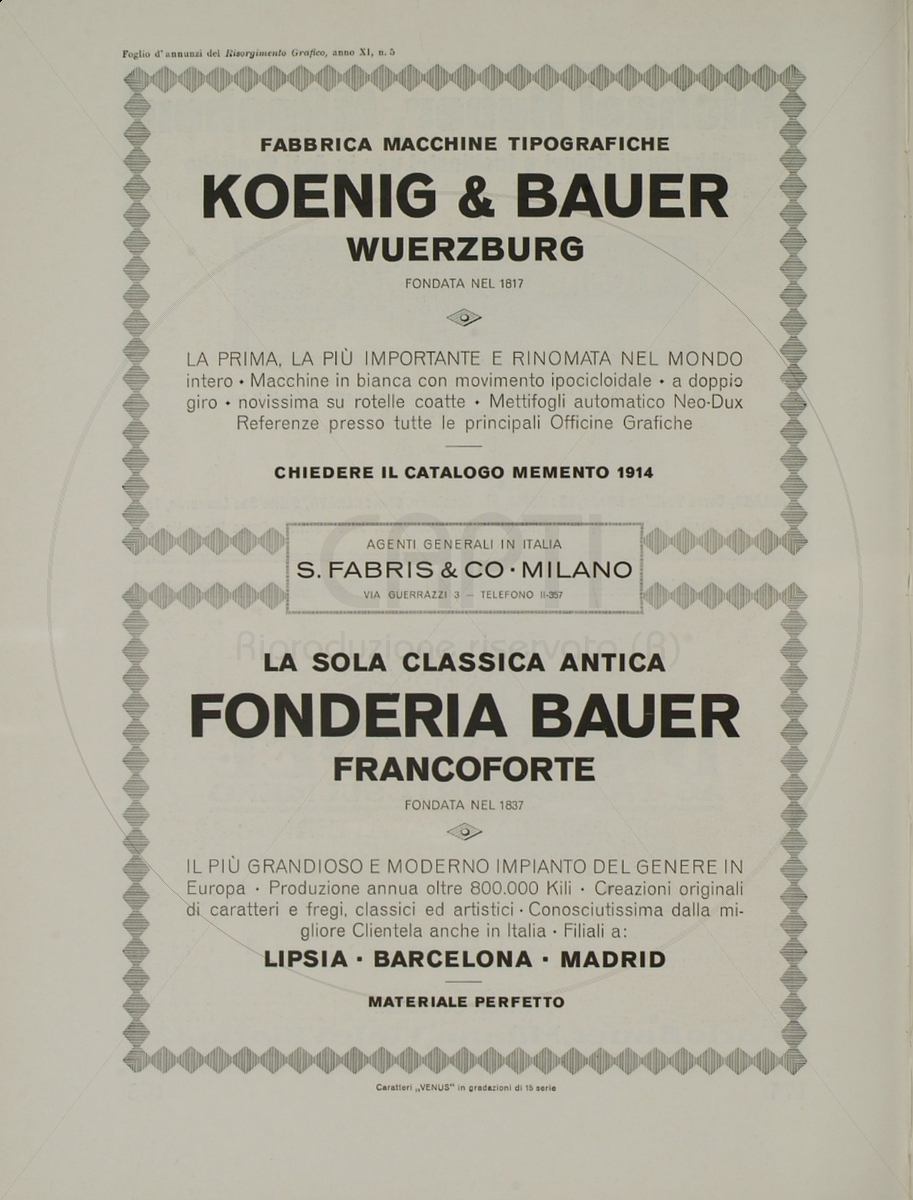 Foglio d'annunzi del Risorgimento Grafico, anno XI, n. 5
FABBRICA MACCHINE TIPOGRAFICHE
KOENIG & BAUER
WUERZBURG
FONDATA NEL 1817
LA PRIMA, LA PIÙ IMPORTANTE E RINOMATA NEL MONDO
intero • Macchine in bianca con movimento ipocicloidale • a doppio
giro • novissima su rotelle coatte • Mettifogli automatico Neo-Dux
Referenze presso tutte le principali Officine Grafiche
CHIEDERE IL CATALOGO MEMENTO 1914
AGENTI GENERALI IN ITALIA
S. FABRIS & CO · MILANO
VIA GUERRAZZI 3 — TELEFONO 11-357
CAPTI
Riproduzione riservata (R)
LA SOLA CLASSICA ANTICA
FONDERIA BAUER
FRANCOFORTE
FONDATA NEL 1837
IL PIÙ GRANDIOSO E MODERNO IMPIANTO DEL GENERE IN
Europa · Produzione annua oltre 800.000 Kili · Creazioni originali
di caratteri e fregi, classici ed artistici · Conosciutissima dalla mi-
gliore Clientela anche in Italia · Filiali a:
LIPSIA · BARCELONA · MADRID
MATERIALE PERFETTO
Caratteri „VENUS" in gradazioni di 15 serie